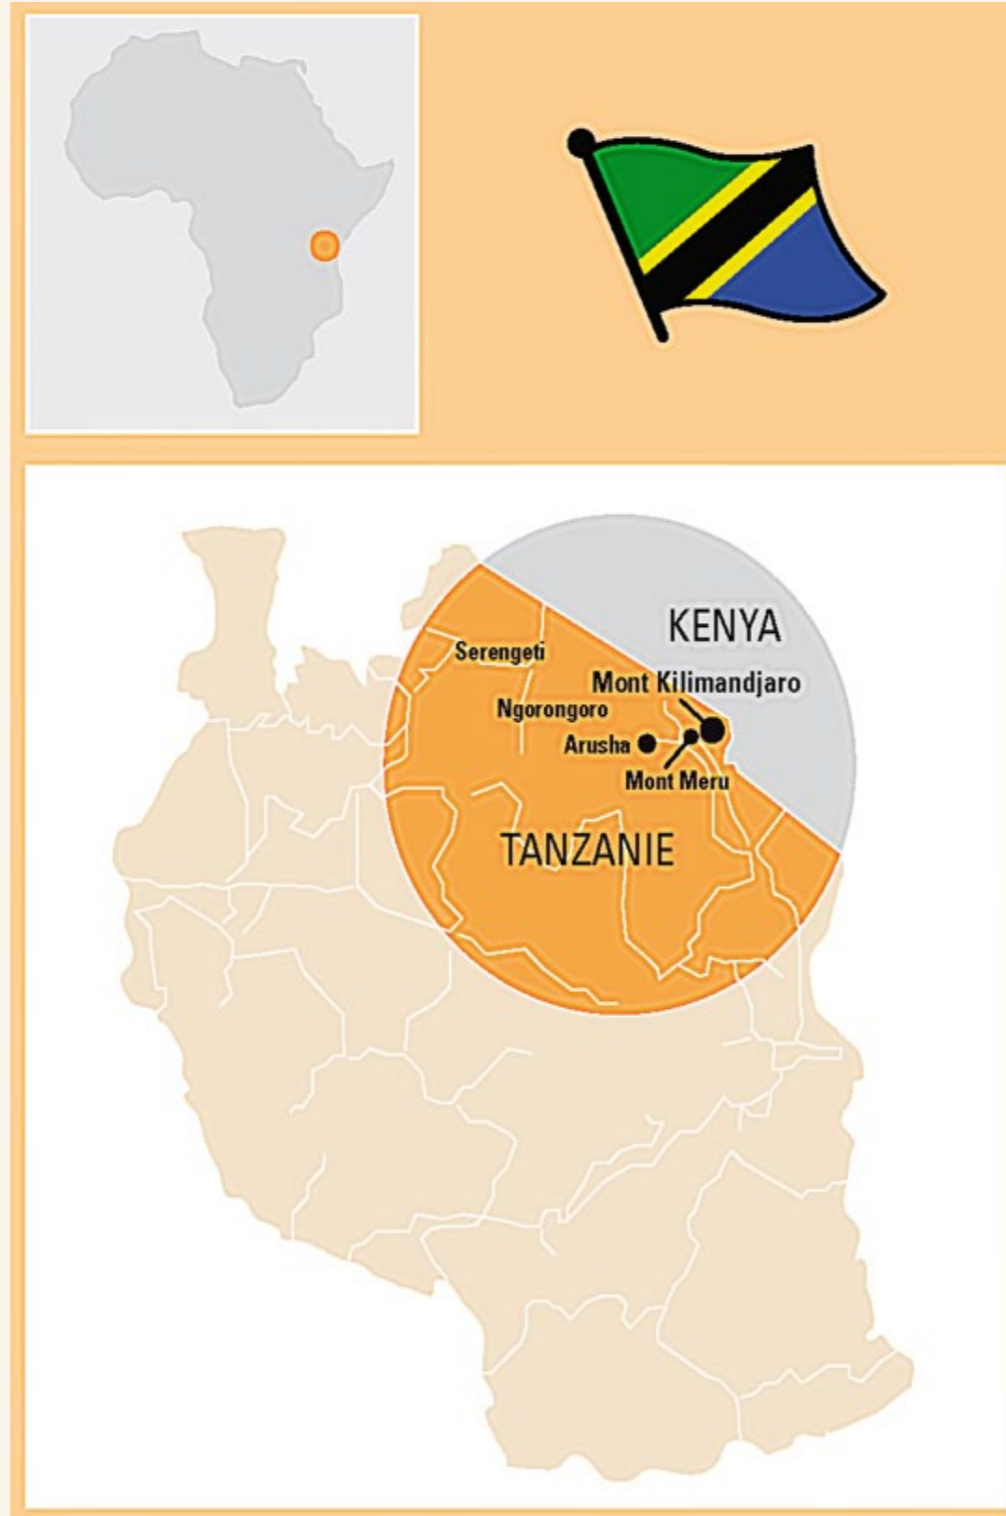 KENYA
Serengeti
Mont Kilimandjaro
Ngorongoro
Arusha
Mont Meru
TANZANIE